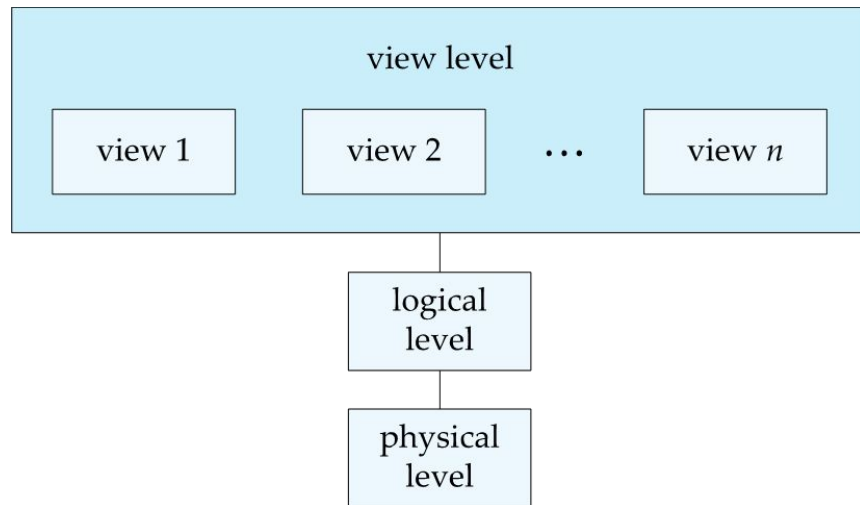 view level
view 1
view 2
...
view n
logical
level
physical
level